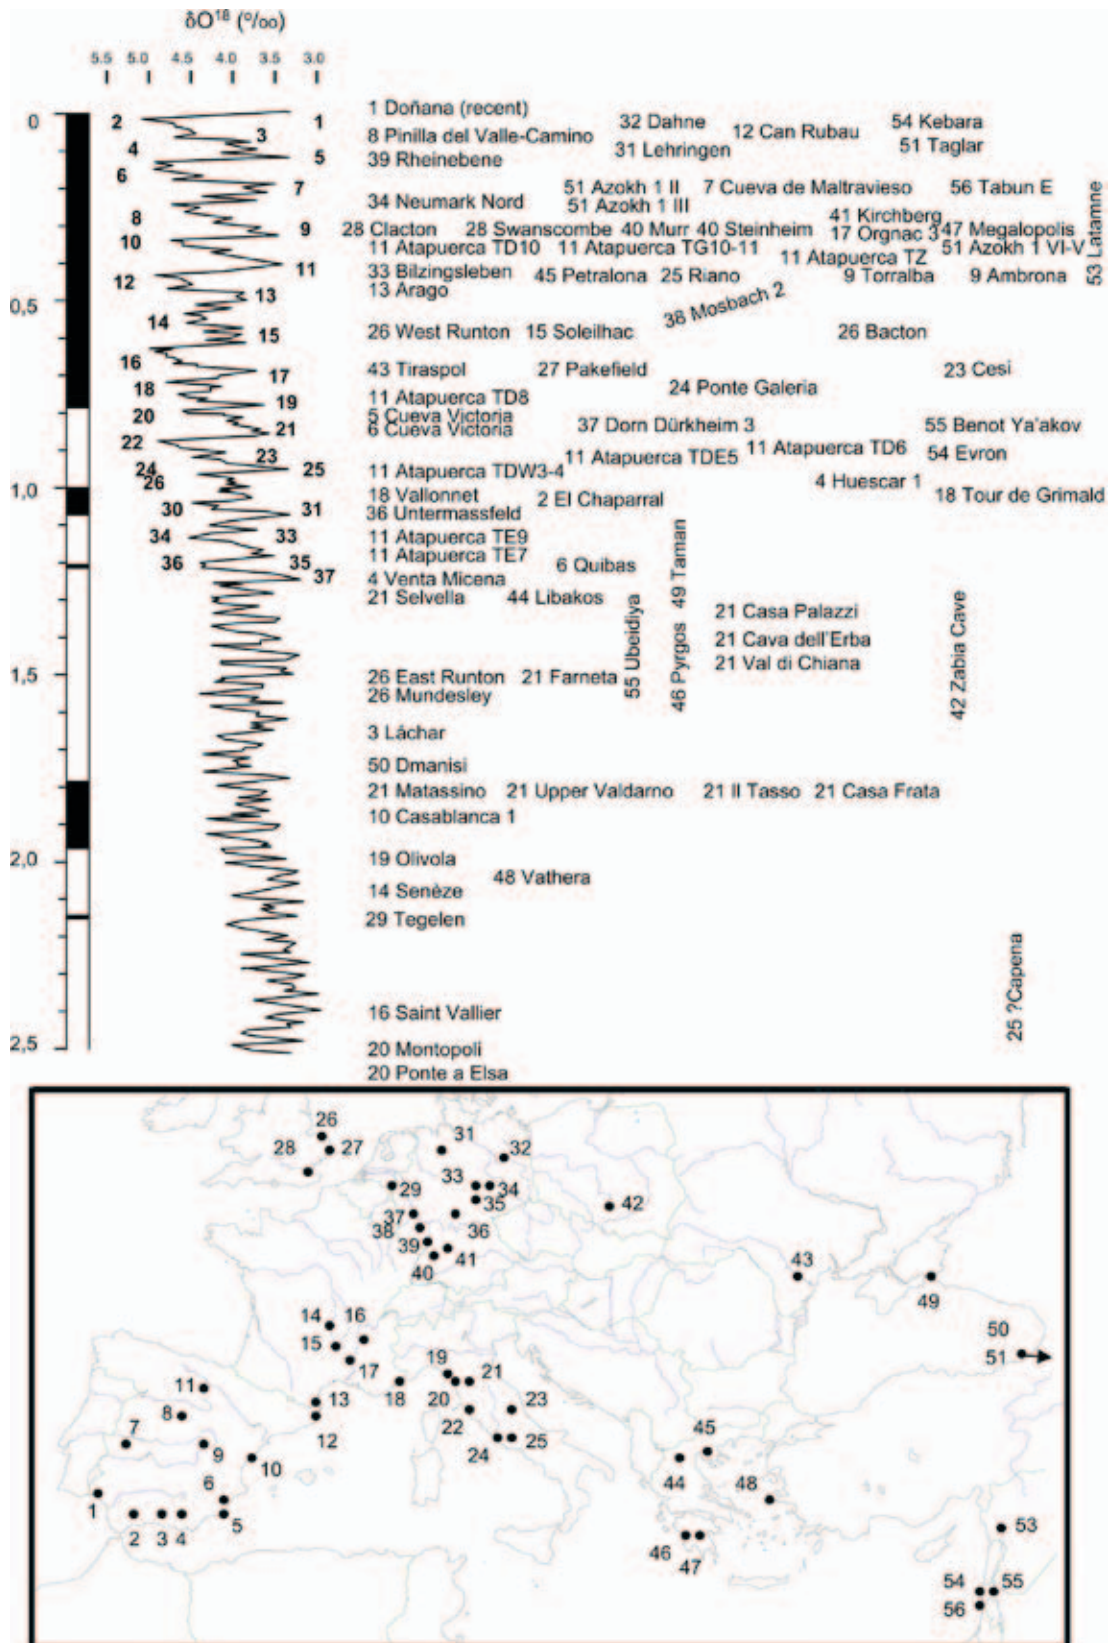 δO¹⁸ (º/oo)
5.5 5.0 4.5 4.0 3.5 3.0
0
0,5
1,0
1,5
2,0
2,5
2 1
3
4 5
6
7
8 9
10
11
12
13
14
15
16
17
18
19
20
21
22
23
24 25
26
30 31
34 33
36 35
37
1 Doñana (recent)
32 Dahne 12 Can Rubau 54 Kebara
8 Pinilla del Valle-Camino
31 Lehringen 51 Taglar
39 Rheinebene
51 Azokh 1 II 7 Cueva de Maltravieso 56 Tabun E
34 Neumark Nord 51 Azokh 1 III
41 Kirchberg
28 Clacton 28 Swanscombe 40 Murr 40 Steinheim 17 Orgnac 3 47 Megalopolis
11 Atapuerca TD10 11 Atapuerca TG10-11 11 Atapuerca TZ 51 Azokh 1 VI-V
53 Latamne
33 Bilzingsleben 45 Petralona 25 Riano 9 Torralba 9 Ambrona
13 Arago
38 Mosbach 2
26 West Runton 15 Soleilhac 26 Bacton
43 Tiraspol 27 Pakefield 23 Cesi
24 Ponte Galeria
11 Atapuerca TD8
5 Cueva Victoria
6 Cueva Victoria 37 Dorn Dürkheim 3 55 Benot Ya'akov
11 Atapuerca TDE5 11 Atapuerca TD6 54 Evron
11 Atapuerca TDW3-4
4 Huescar 1
18 Vallonnet 2 El Chaparral 18 Tour de Grimald
36 Untermassfeld
11 Atapuerca TE9
11 Atapuerca TE7
6 Quibas
49 Taman
4 Venta Micena
21 Selvella 44 Libakos
55 Ubeidiya
46 Pyrgos
21 Casa Palazzi
21 Cava dell'Erba
21 Val di Chiana
42 Zabia Cave
26 East Runton 21 Farneta
26 Mundesley
3 Láchar
50 Dmanisi
21 Matassino 21 Upper Valdarno 21 Il Tasso 21 Casa Frata
10 Casablanca 1
19 Olivola
48 Vathera
14 Senèze
29 Tegelen
25 ?Capena
16 Saint Vallier
20 Montopoli
20 Ponte a Elsa
26
28 27 31 32
29 33 34
35 42
37 36
38
39 41
40 43
49
14 16 50
15 51
17 19 21
11 18 20
8 13 22 23
12 24 25
7 9 10 45
44
1 6 48
2 3 4 5
46 47 53
54 55
56